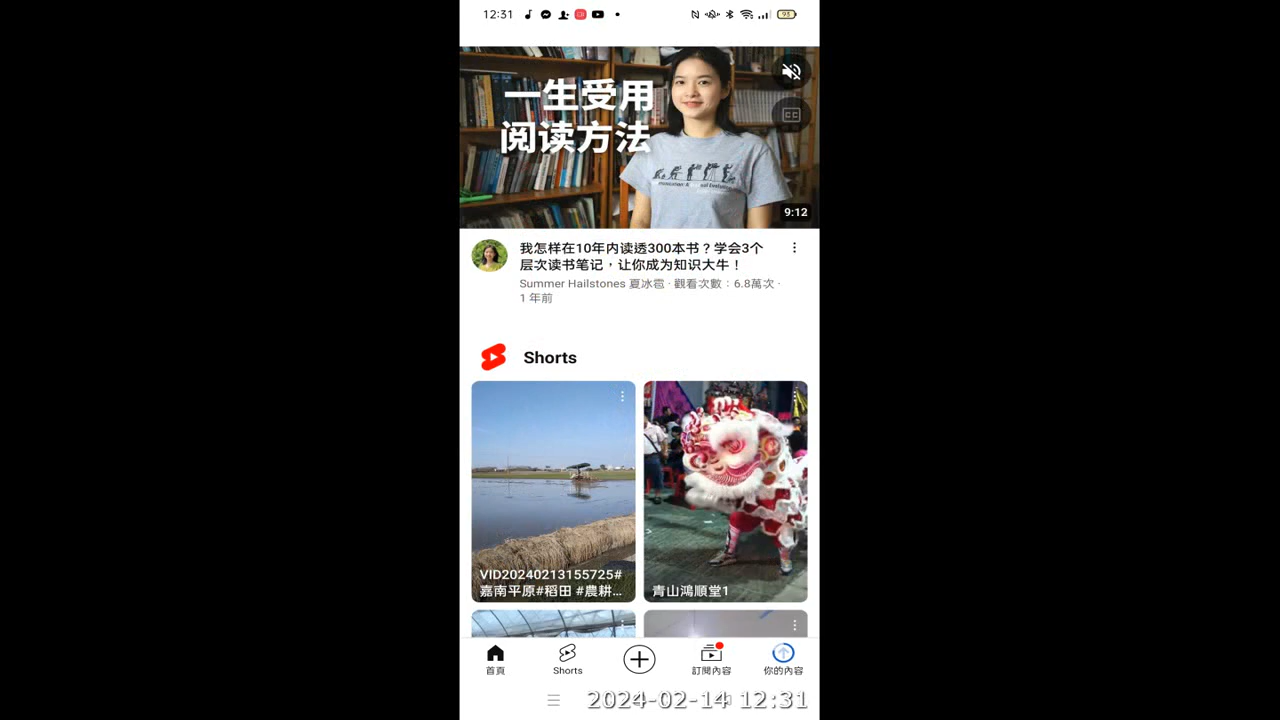 12:31
93
一生受用
阅读方法
CC
9:12
我怎样在10年内读透300本书？学会3个
层次读书笔记，让你成为知识大牛！
Summer Hailstones 夏冰雹 · 觀看次數：6.8萬次 ·
1 年前
Shorts
VID20240213155725#
嘉南平原#稻田 #農耕...
青山鴻順堂1
首頁
Shorts
訂閱內容
你的內容
2024-02-14 12:31